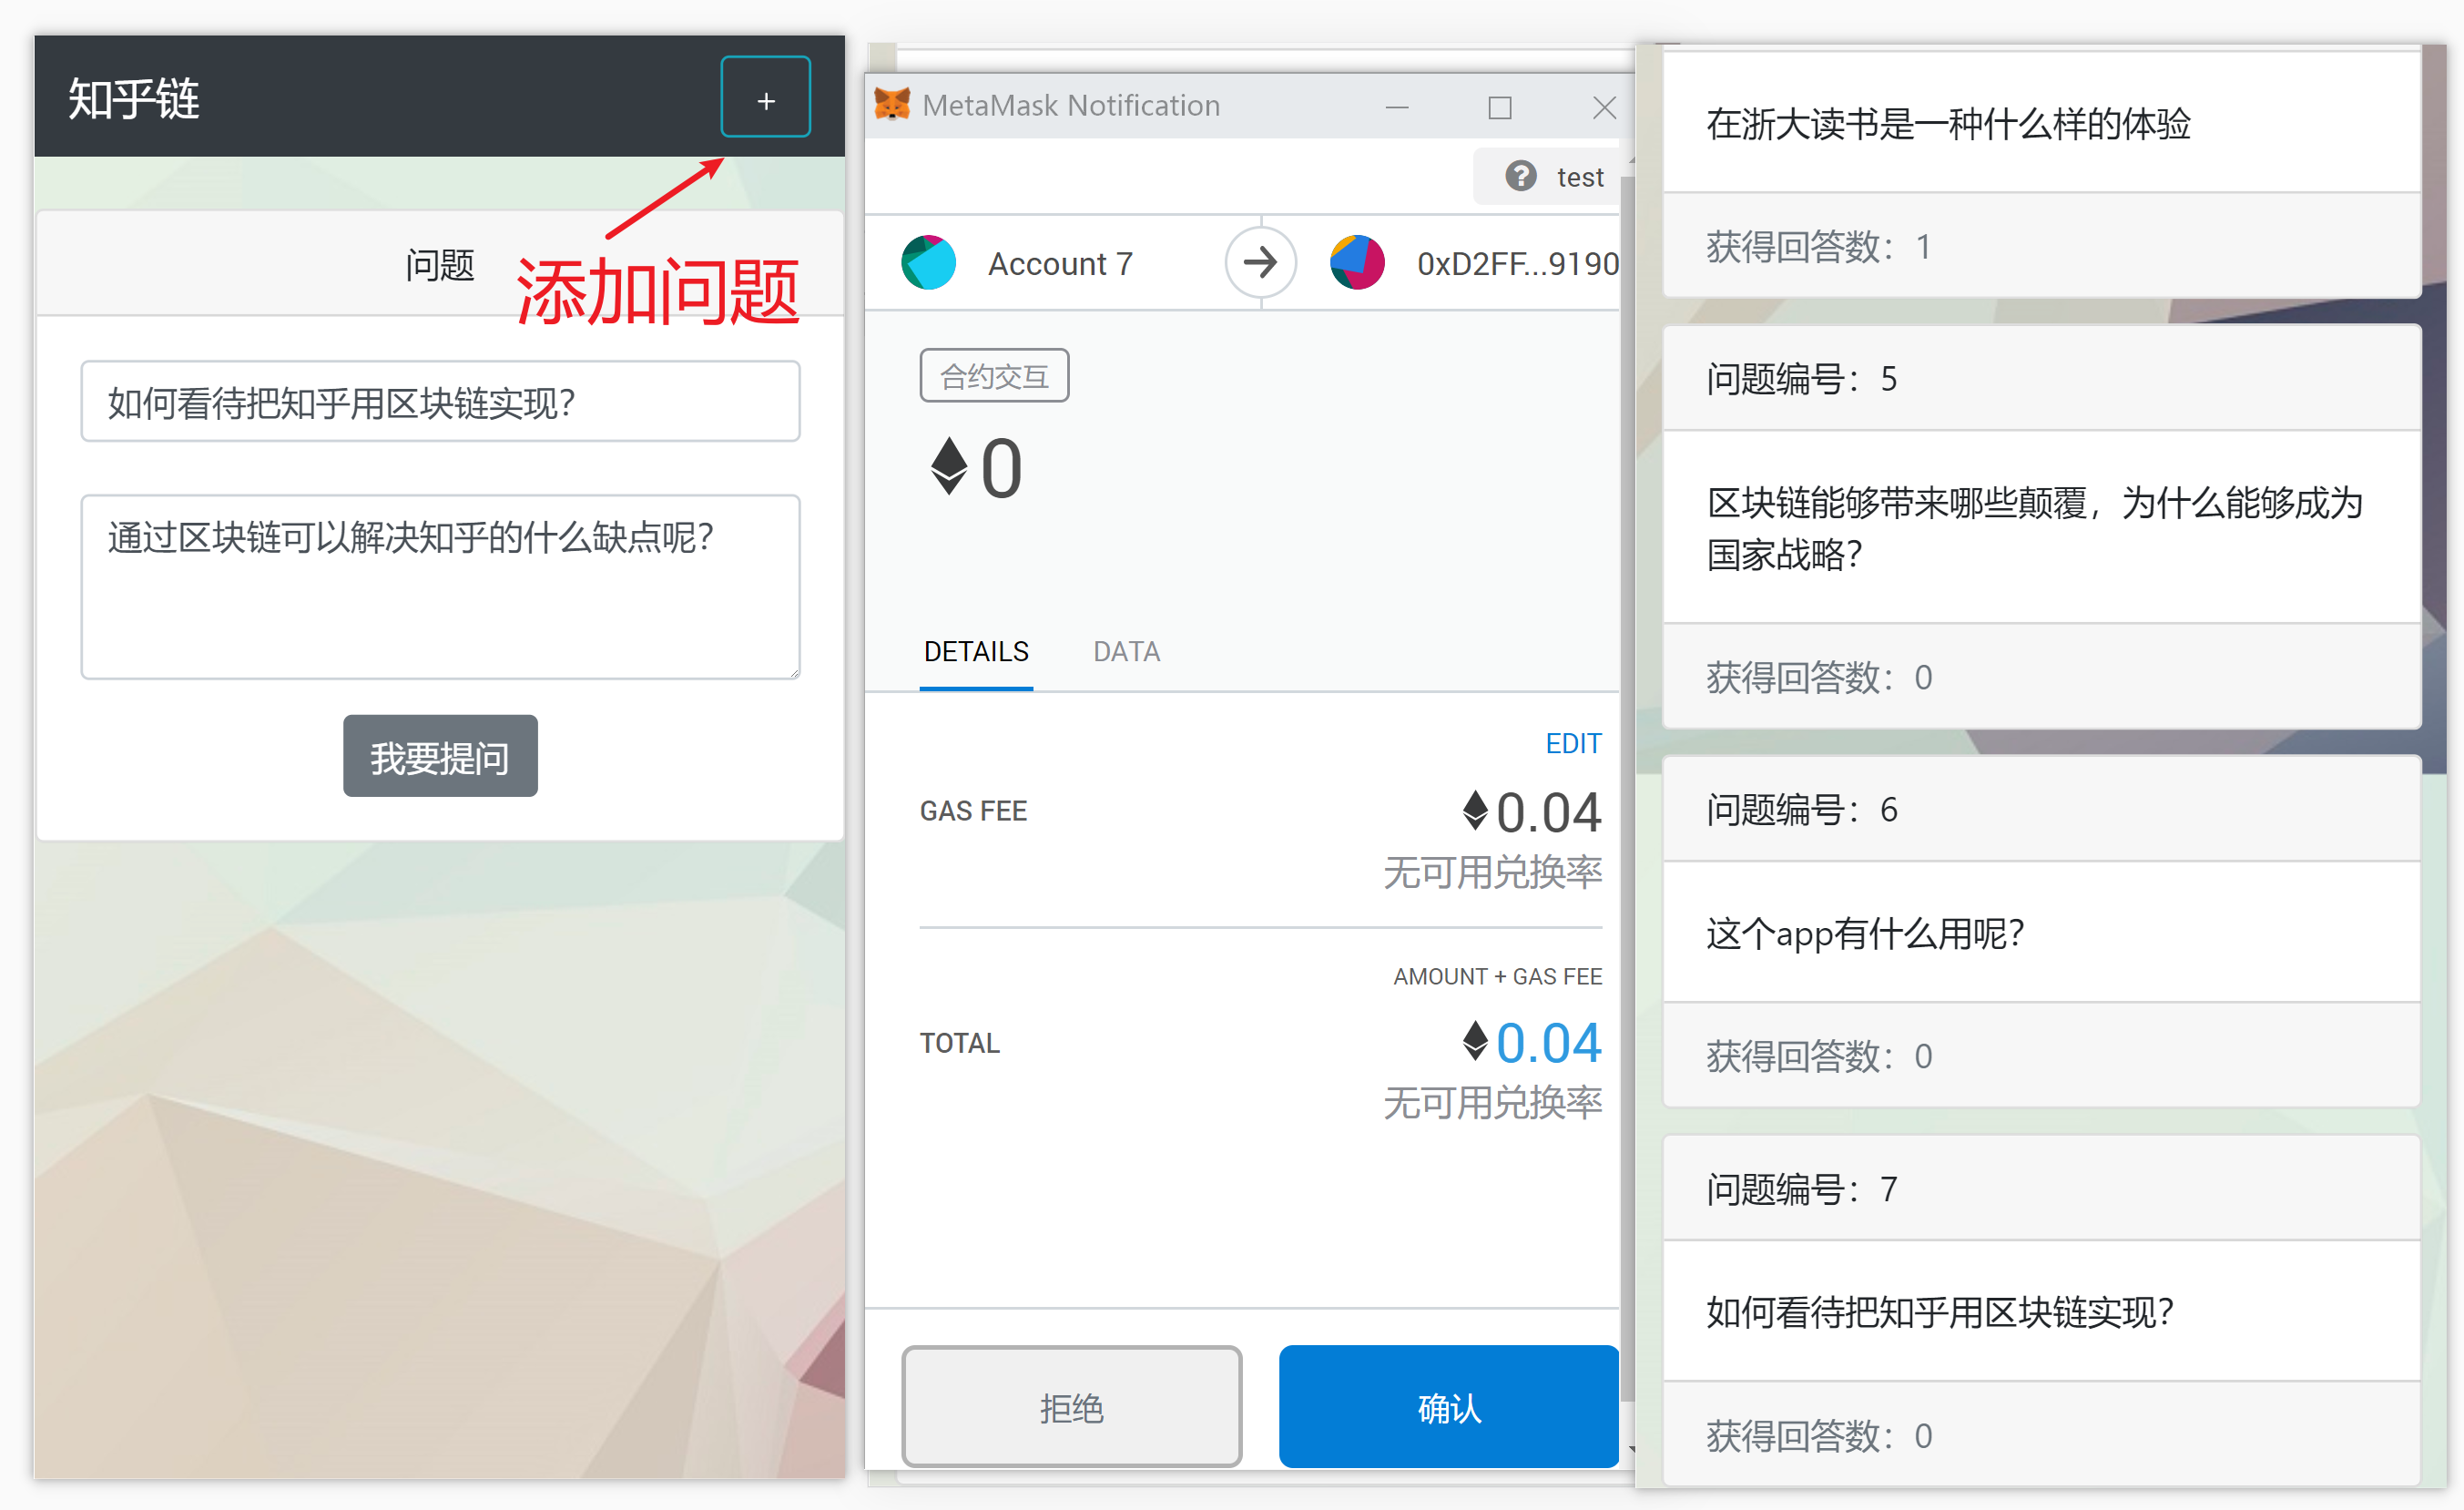 知乎链
+
添加问题
问题
如何看待把知乎用区块链实现？
通过区块链可以解决知乎的什么缺点呢？
我要提问
MetaMask Notification
test
Account 7
0xD2FF...9190
合约交互
0
DETAILS
DATA
EDIT
GAS FEE
0.04
无可用兑换率
AMOUNT + GAS FEE
TOTAL
0.04
无可用兑换率
拒绝
确认
在浙大读书是一种什么样的体验
获得回答数：1
问题编号：5
区块链能够带来哪些颠覆，为什么能够成为
国家战略？
获得回答数：0
问题编号：6
这个app有什么用呢？
获得回答数：0
问题编号：7
如何看待把知乎用区块链实现？
获得回答数：0